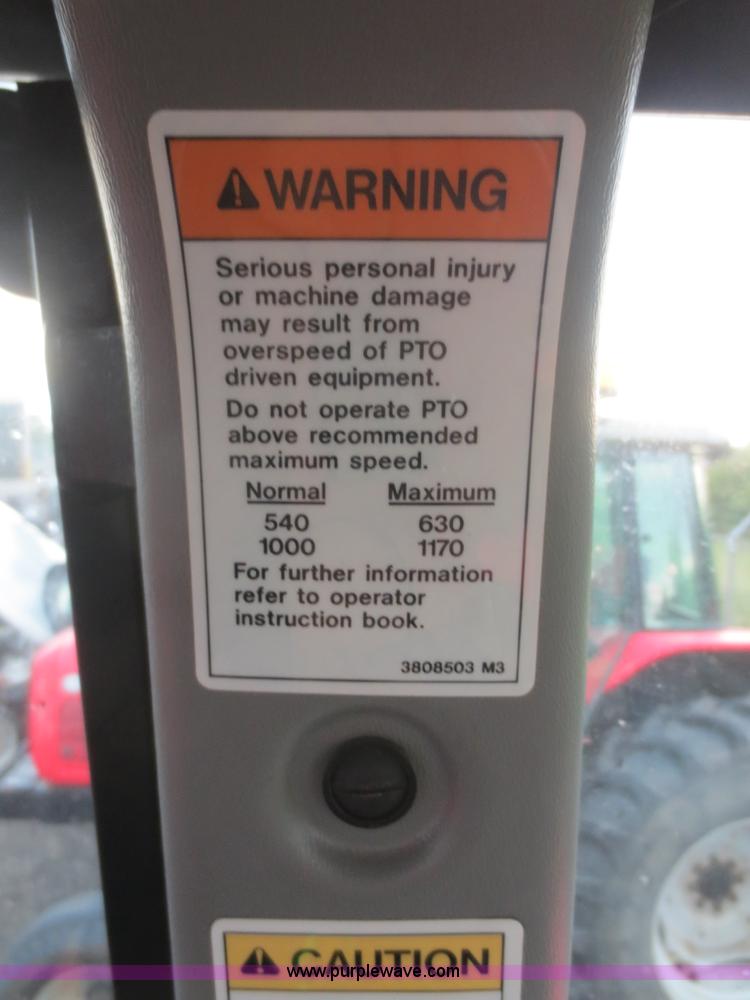 WARNING
Serious personal injury
or machine damage
may result from
overspeed of PTO
driven equipment.
Do not operate PTO
above recommended
maximum speed.
Normal Maximum
540 630
1000 1170
For further information
refer to operator
instruction book.
3808503 M3
CAUTION
www.purplewave.com